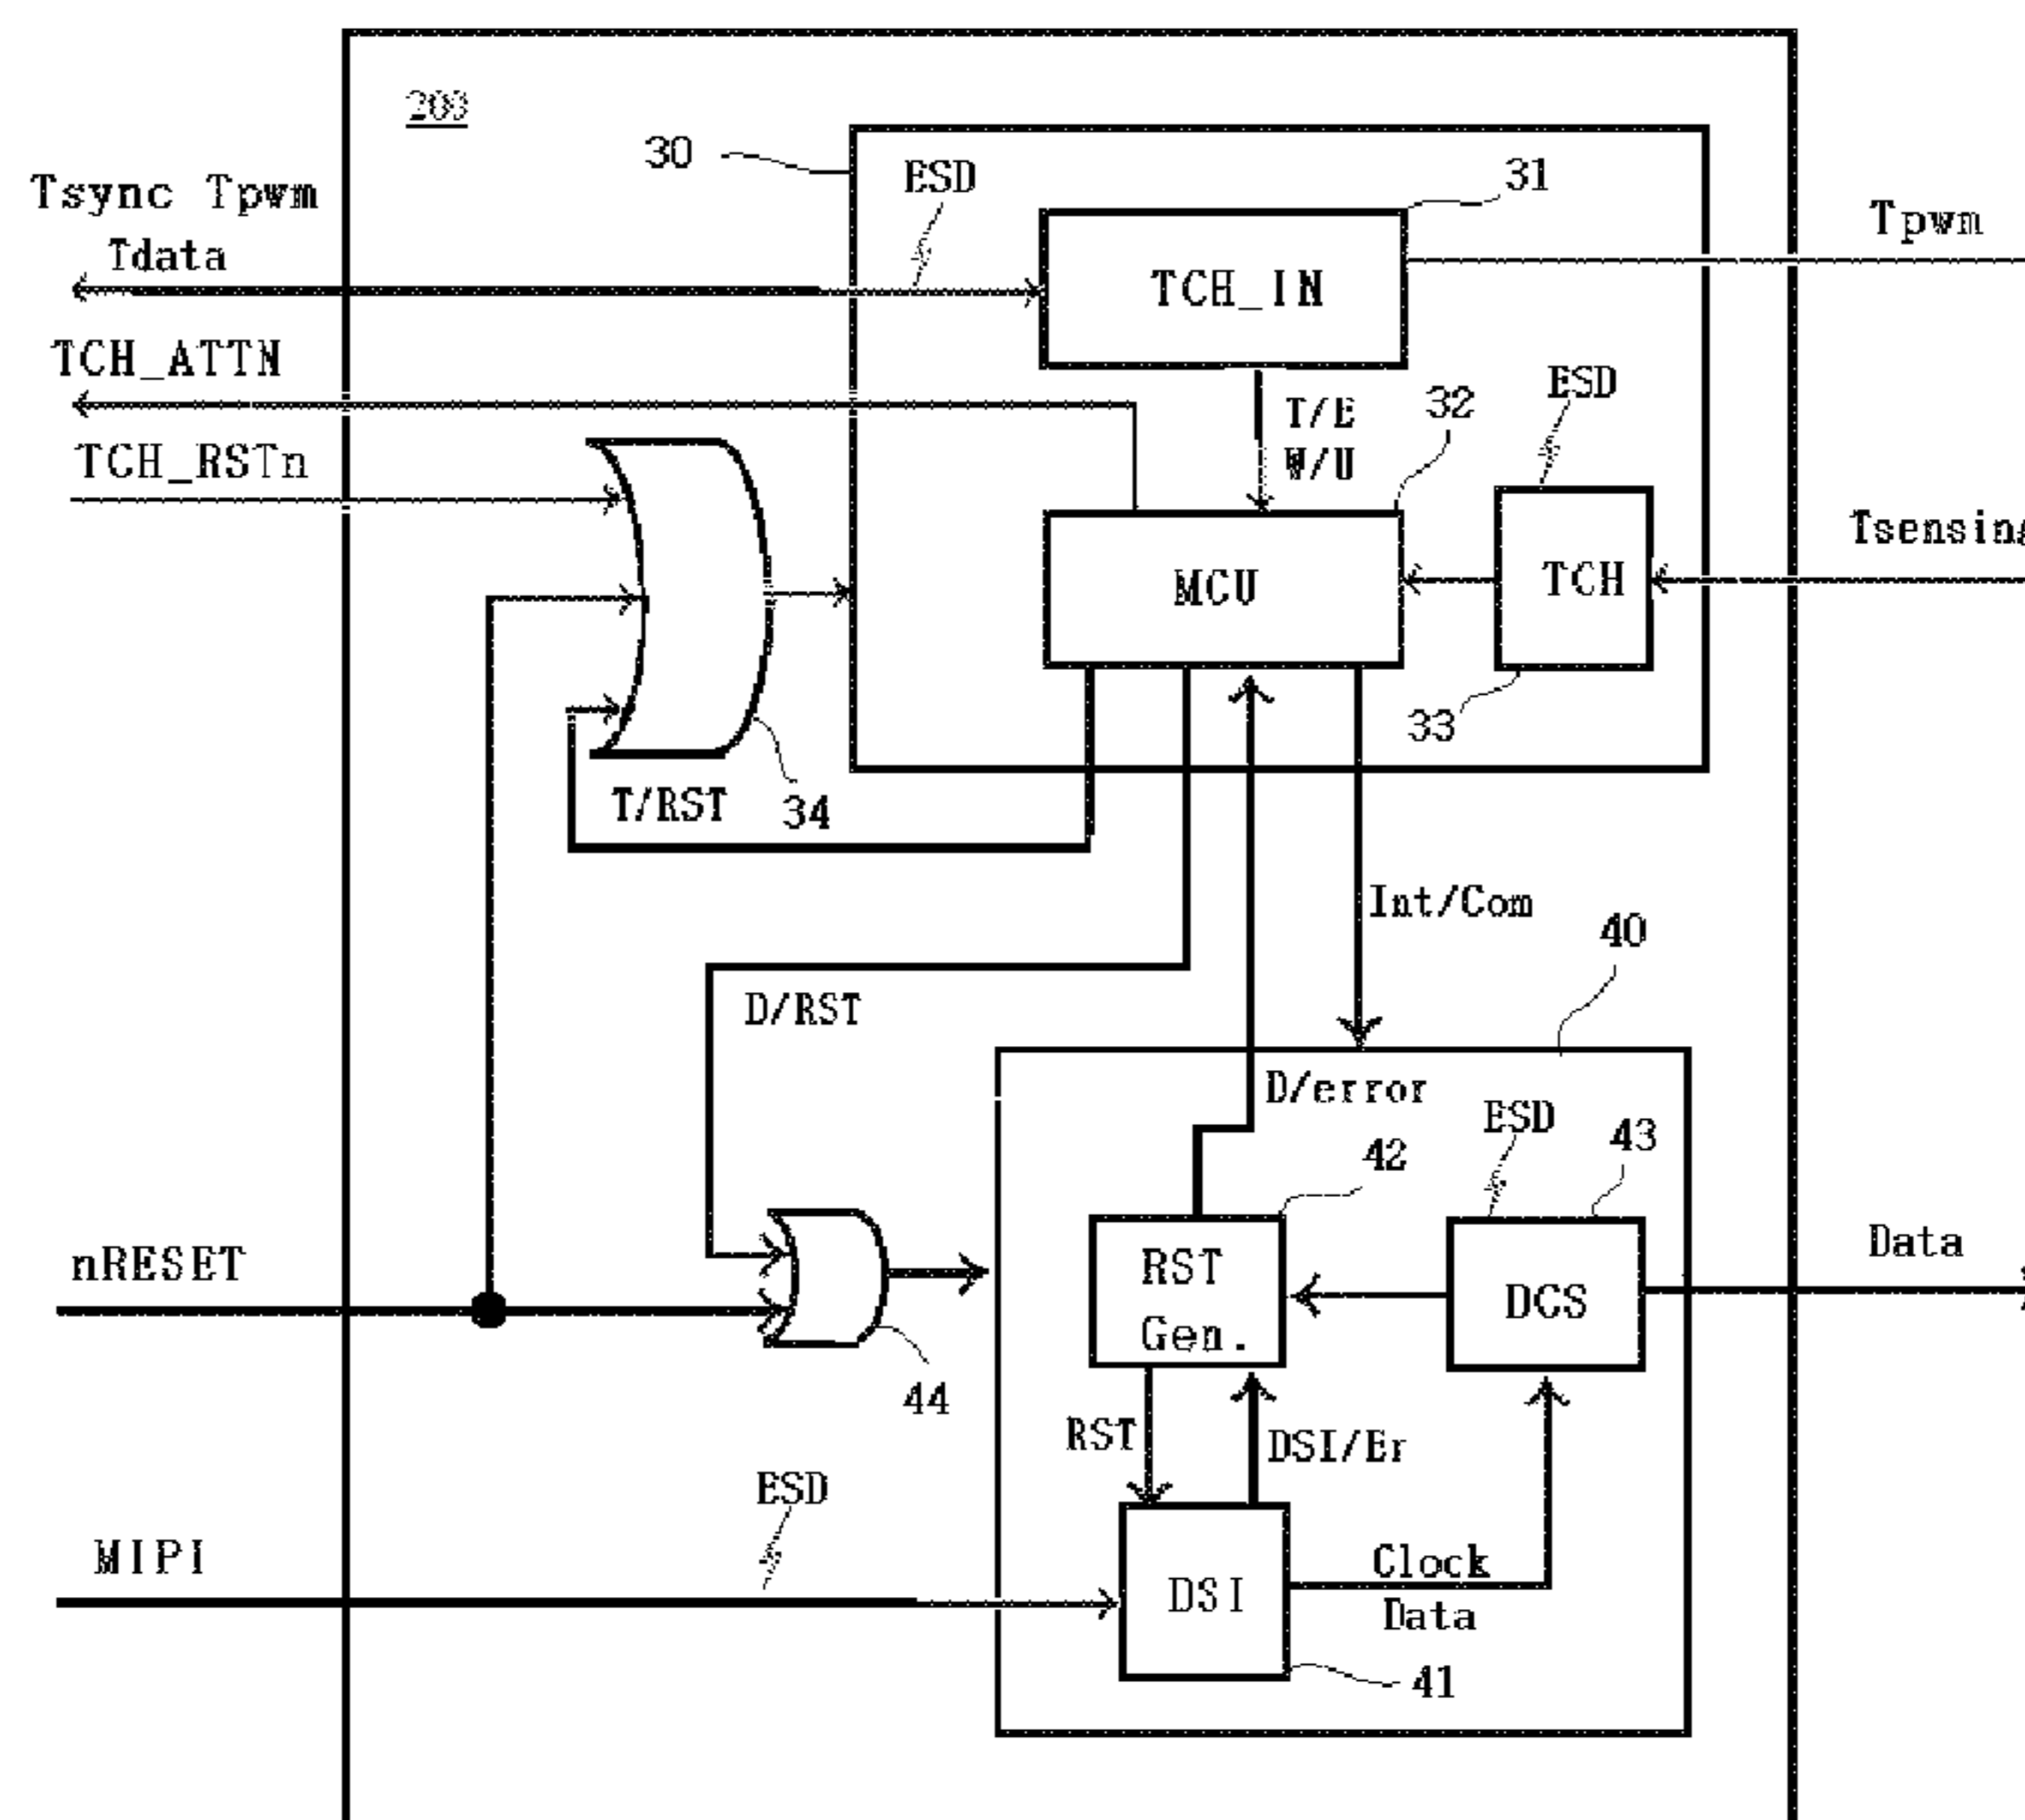 203
30
ESD
31
Tsync Tpwm
Tpwm
Tdata
TCH_IN
TCH_ATTN
ESD
32
T/E
W/U
TCH_RSTn
Tsensing
MCU
TCH
33
T/RST
34
Int/Com
40
D/RST
D/error
ESD
43
42
nRESET
Data
RST
Gen.
DCS
44
RST
DSI/Er
ESD
MIPI
Clock
DSI
Data
41